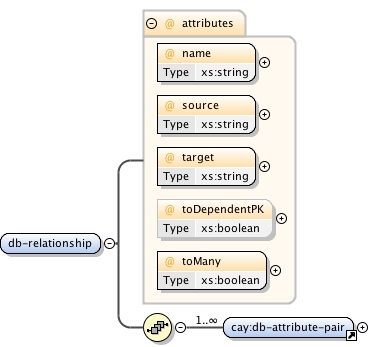 @ attributes
@ name
Type xs:string
@ source
Type xs:string
@ target
Type xs:string
@ toDependentPK
Type xs:boolean
@ toMany
Type xs:boolean
db-relationship
1..∞
cay:db-attribute-pair